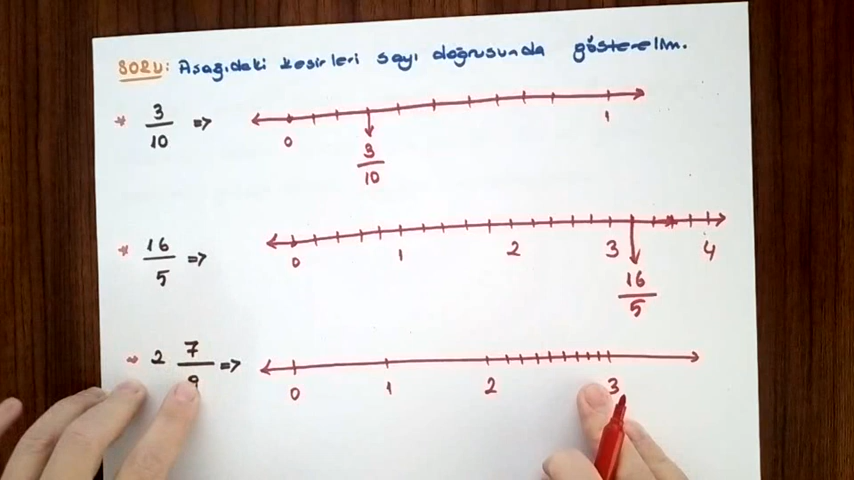 SORU: Aşağıdaki kesirleri sayı doğrusunda gösterelim.
* 3/10 =>
0 1
3/10
* 16/5 =>
0 1 2 3 4
16/5
* 2 7/9 =>
0 1 2 3